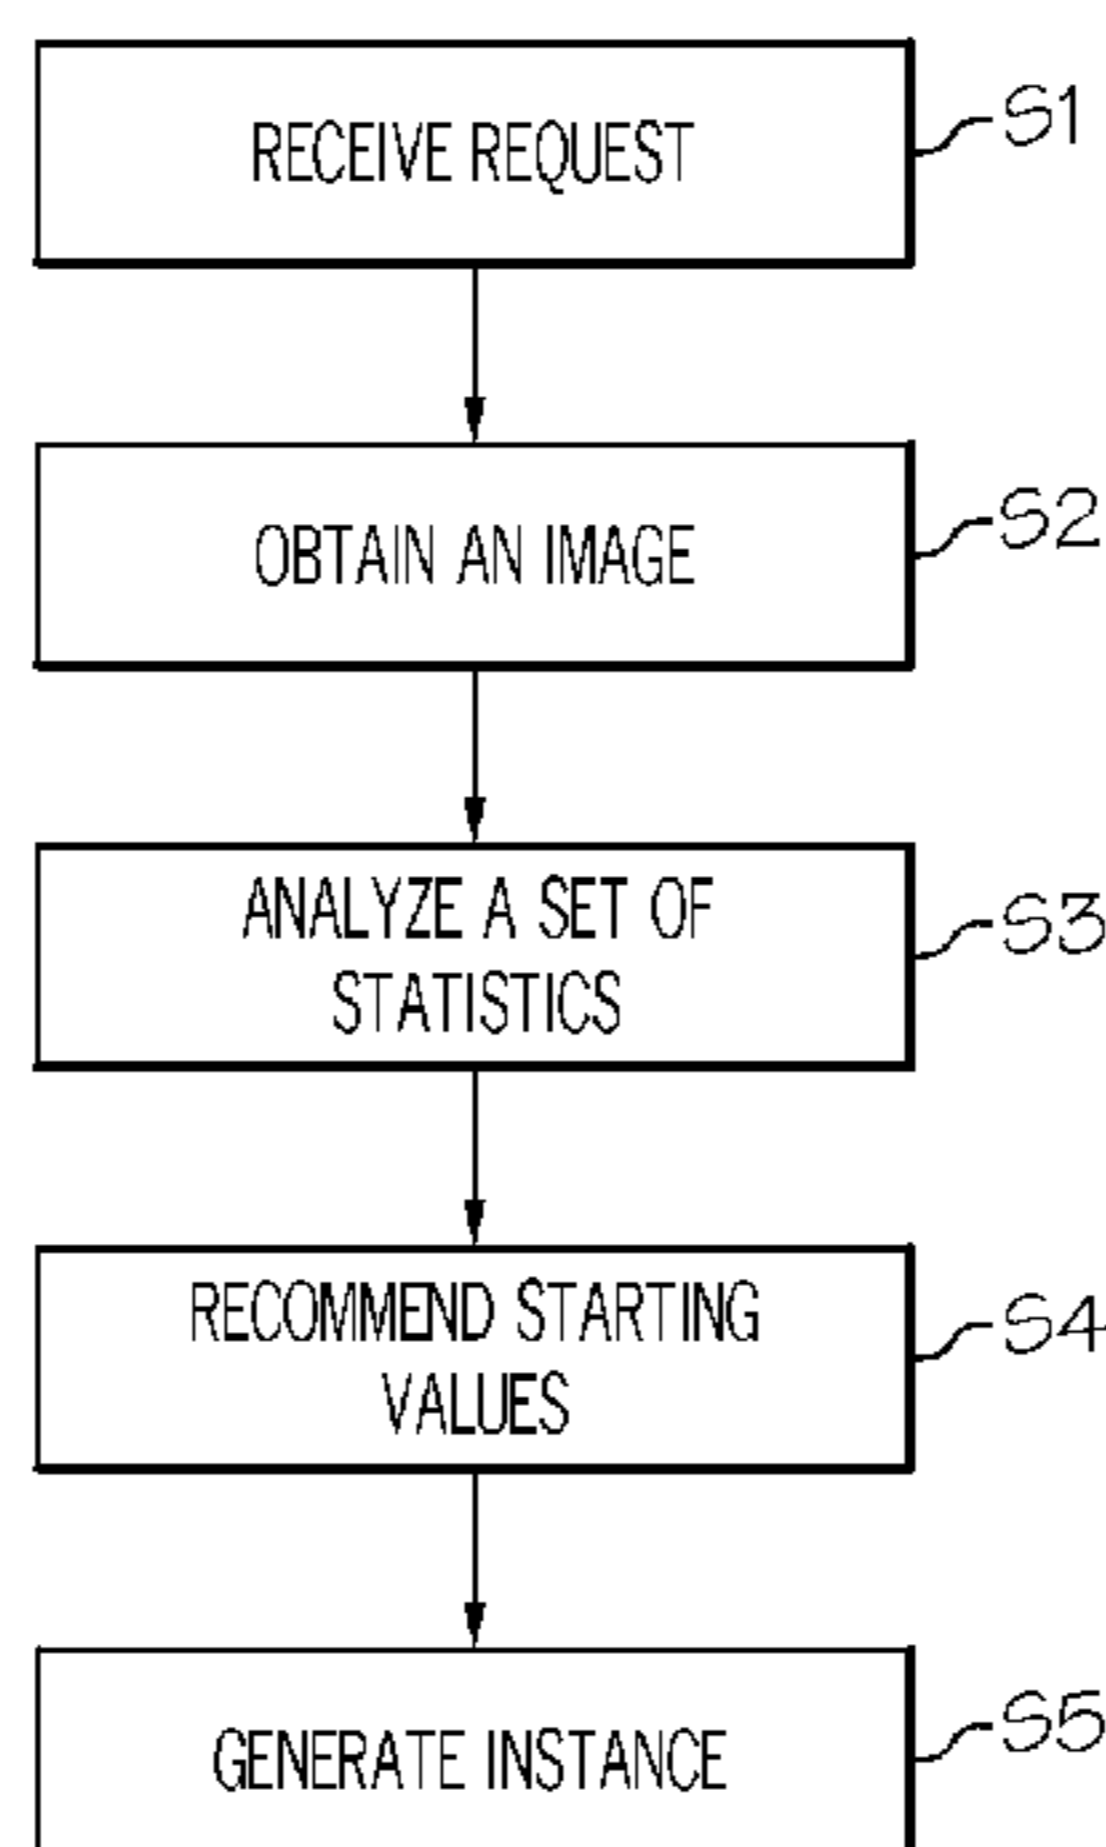 RECEIVE REQUEST
S1
OBTAIN AN IMAGE
S2
ANALYZE A SET OF
STATISTICS
S3
RECOMMEND STARTING
VALUES
S4
GENERATE INSTANCE
S5